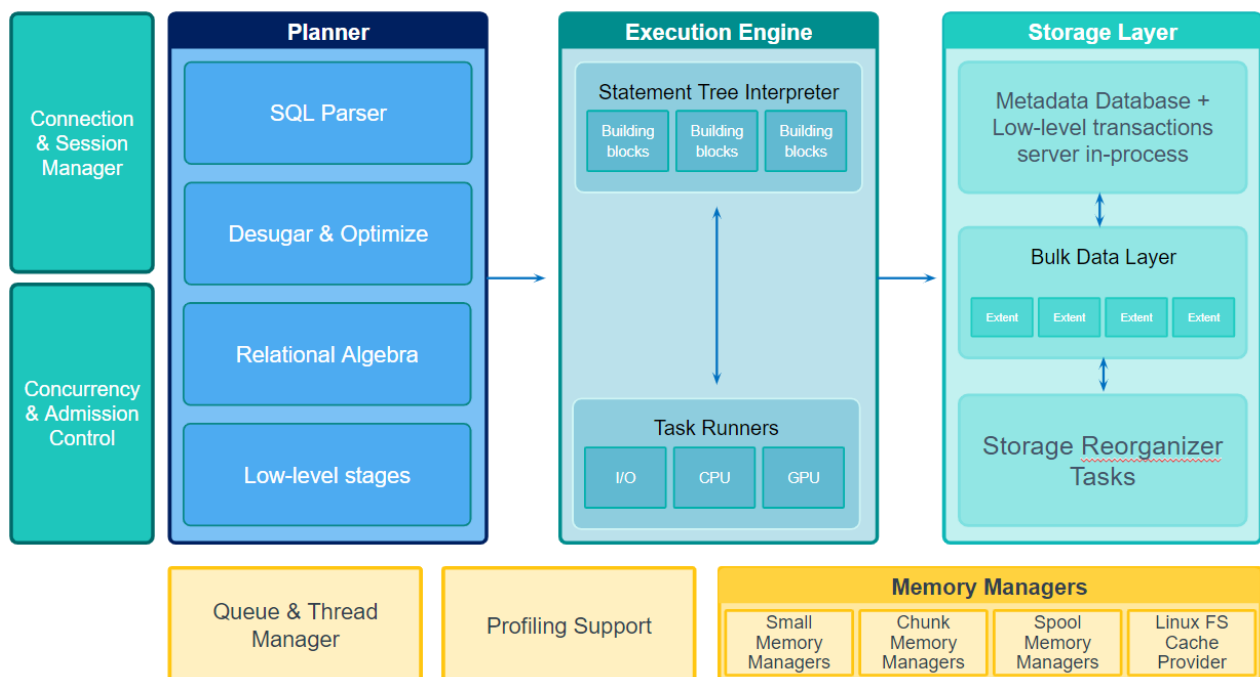 Connection
& Session
Manager
Concurrency
& Admission
Control
Planner
SQL Parser
Desugar & Optimize
Relational Algebra
Low-level stages
Execution Engine
Statement Tree Interpreter
Building
blocks
Building
blocks
Building
blocks
Task Runners
I/O
CPU
GPU
Storage Layer
Metadata Database +
Low-level transactions
server in-process
Bulk Data Layer
Extent
Extent
Extent
Extent
Storage Reorganizer
Tasks
Queue & Thread
Manager
Profiling Support
Memory Managers
Small
Memory
Managers
Chunk
Memory
Managers
Spool
Memory
Managers
Linux FS
Cache
Provider